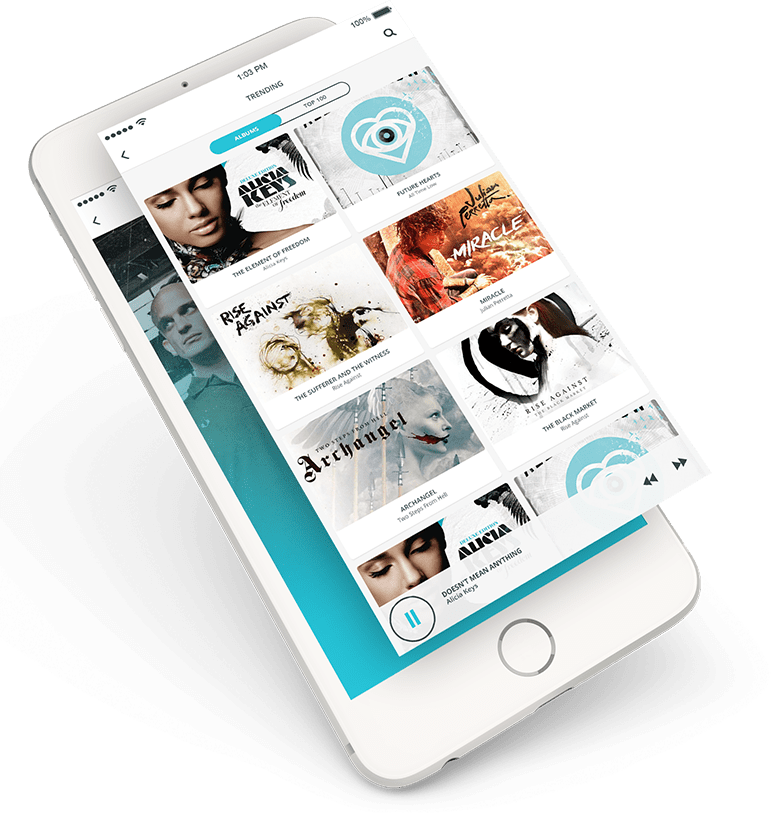 100%
1:03 PM
TRENDING
ALBUMS
TOP 100
DELUXE EDITION
ALICIA
KEYS
the ELEMENT
of freedom
THE ELEMENT OF FREEDOM
Alicia Keys
FUTURE HEARTS
All Time Low
RISE
AGAINST
THE SUFFERER AND THE WITNESS
Rise Against
Julian
Perretta
MIRACLE
MIRACLE
Julian Perretta
TWO STEPS FROM HELL
Archangel
ARCHANGEL
Two Steps From Hell
RISE AGAINST
THE BLACK MARKET
THE BLACK MARKET
Rise Against
DELUXE EDITION
ALICIA
DOESN'T MEAN ANYTHING
Alicia Keys